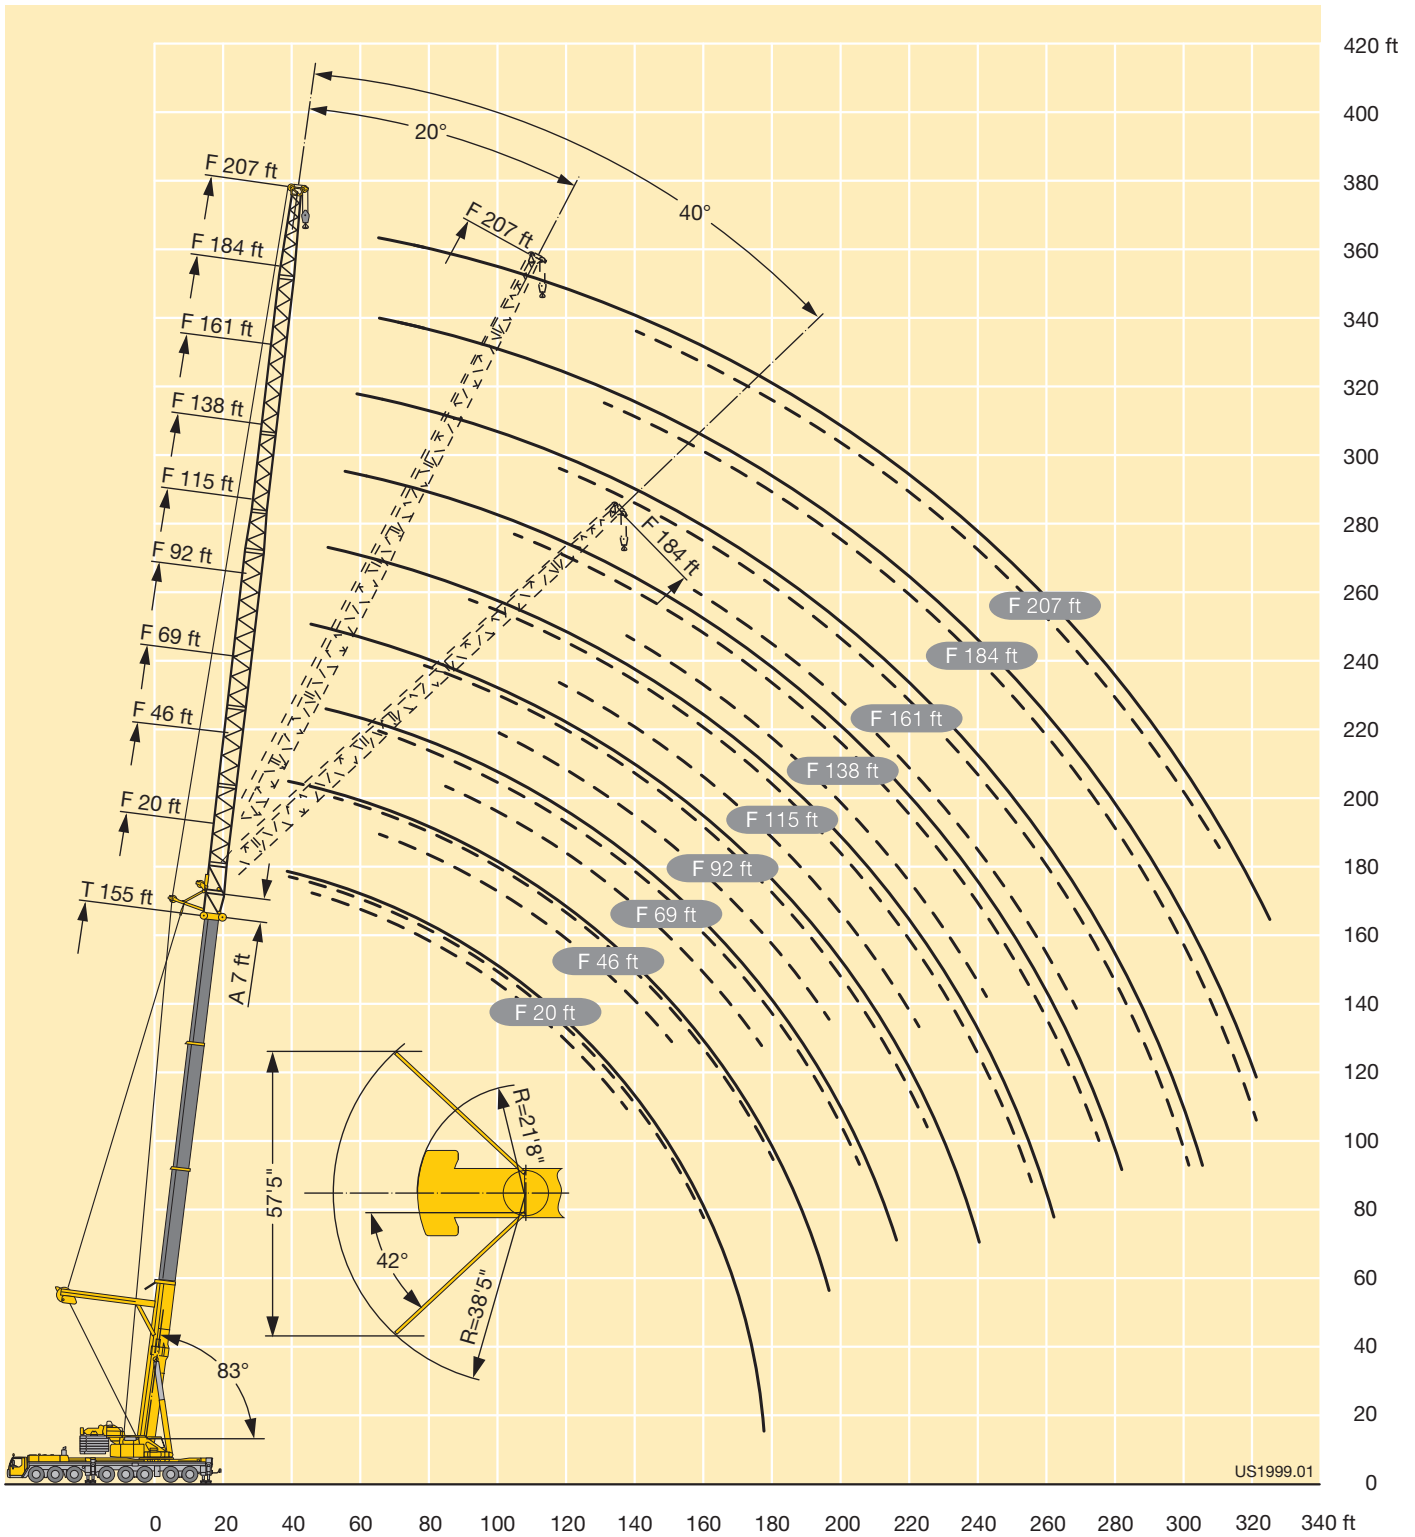 420 ft
400
380
360
340
320
300
280
260
240
220
200
180
160
140
120
100
80
60
40
20
0
20°
40°
F 207 ft
F 184 ft
F 161 ft
F 138 ft
F 115 ft
F 92 ft
F 69 ft
F 46 ft
F 20 ft
T 155 ft
A 7 ft
F 207 ft
F 184 ft
F 207 ft
F 184 ft
F 161 ft
F 138 ft
F 115 ft
F 92 ft
F 69 ft
F 46 ft
F 20 ft
R=21'8"
57'5"
42°
R=38'5"
83°
US1999.01
0 20 40 60 80 100 120 140 160 180 200 220 240 260 280 300 320 340 ft